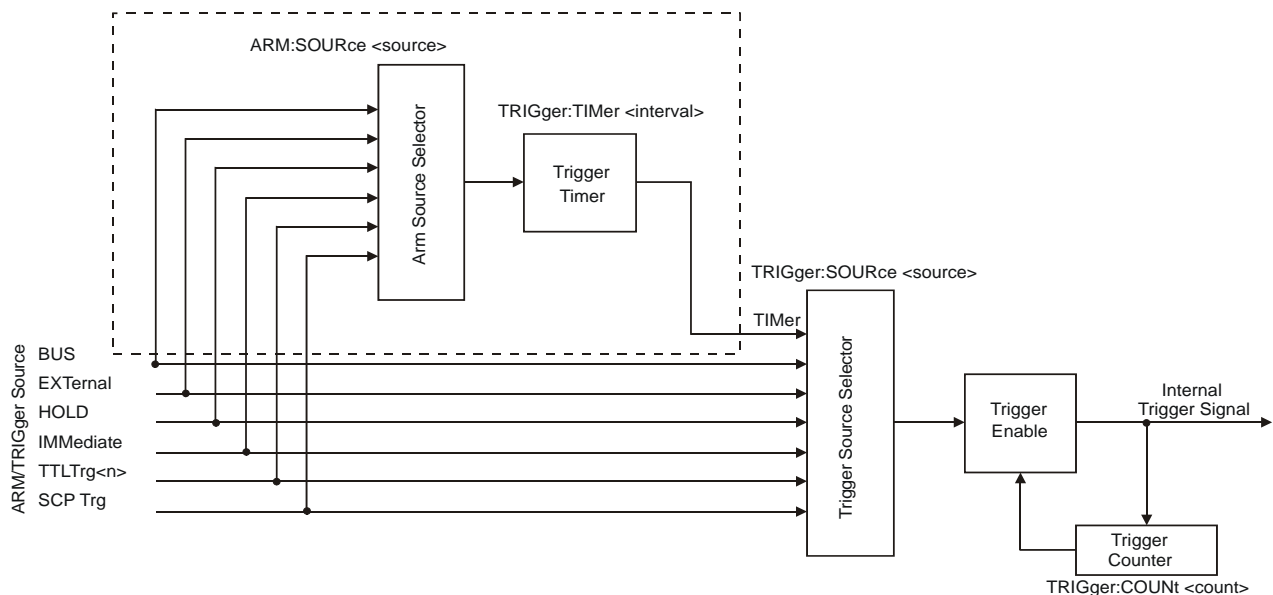 ARM:SOURce <source>
Arm Source Selector
TRIGger:TIMer <interval>
Trigger
Timer
TRIGger:SOURce <source>
TIMer
Trigger Source Selector
ARM/TRIGger Source
BUS
EXTernal
HOLD
IMMediate
TTLTrg<n>
SCP Trg
Trigger
Enable
Internal
Trigger Signal
Trigger
Counter
TRIGger:COUNt <count>